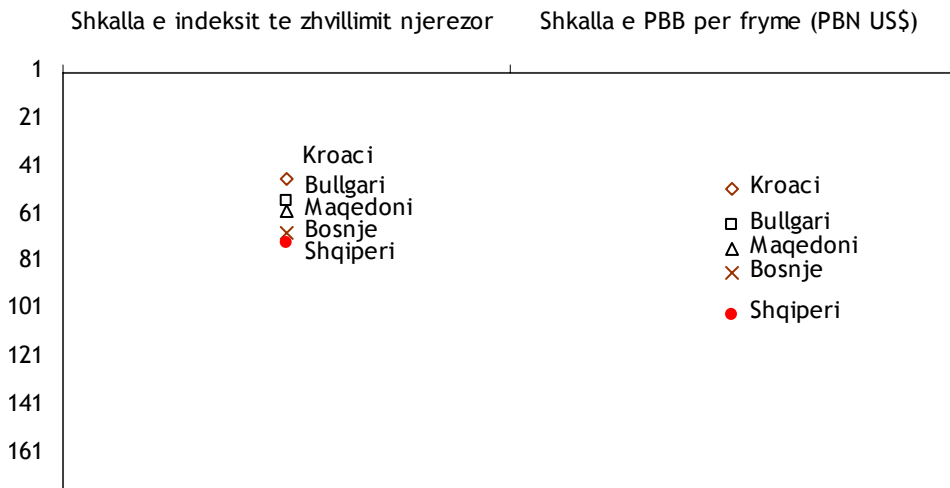 Shkalla e indeksit te zhvillimit njerezor
Shkalla e PBB per fryme (PBN US$)
1
21
41
61
81
101
121
141
161
Kroaci
Bullgari
Maqedoni
Bosnje
Shqiperi
Kroaci
Bullgari
Maqedoni
Bosnje
Shqiperi